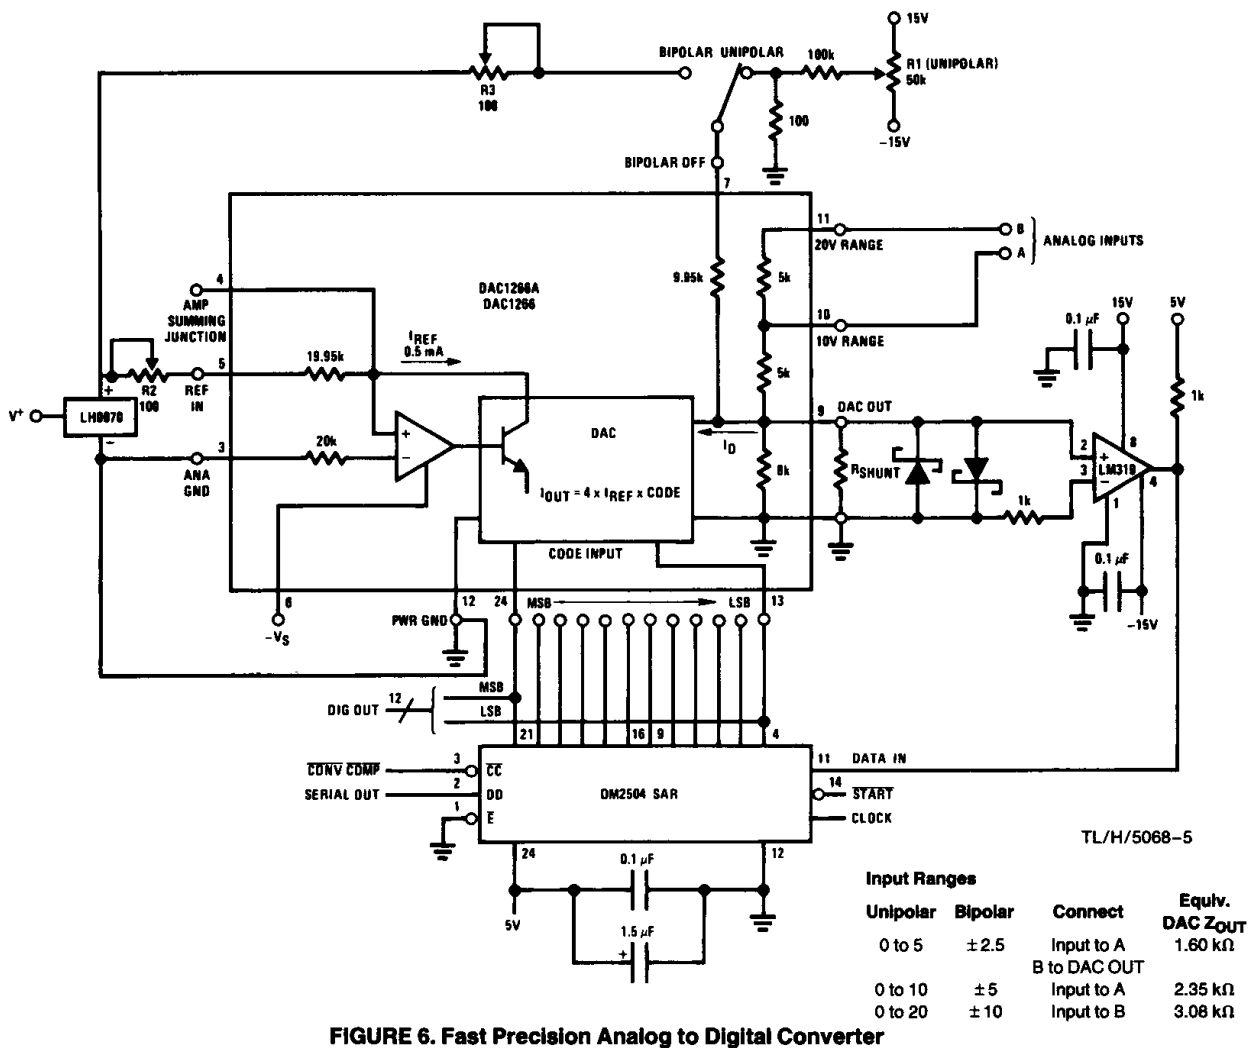 15V
BIPOLAR UNIPOLAR
100k
R1 (UNIPOLAR)
50k
R3
100
100
-15V
BIPOLAR OFF
7
11
20V RANGE
B
A
ANALOG INPUTS
9.95k
5k
4
AMP
SUMMING
JUNCTION
DAC1266A
DAC1266
10
10V RANGE
15V
5V
0.1 µF
IREF
0.5 mA
5
19.95k
5k
1k
+
R2
100
REF
IN
V+
LH0070
-
9
DAC OUT
DAC
IO
3
20k
+
-
ANA
GND
8k
RSHUNT
2
3
+
-
LM319
8
4
1
IOUT = 4 x IREF x CODE
1k
CODE INPUT
0.1 µF
6
12
24
MSB
LSB
13
-VS
PWR GND
-15V
DIG OUT
12
MSB
LSB
21
16
9
4
CONV COMP
3
CC
11
DATA IN
SERIAL OUT
2
DO
DM2504 SAR
14
START
1
E
CLOCK
TL/H/5068–5
24
0.1 µF
12
5V
1.5 µF
+
Input Ranges
Unipolar Bipolar Connect Equiv. DAC ZOUT
0 to 5 ±2.5 Input to A 1.60 kΩ
B to DAC OUT
0 to 10 ±5 Input to A 2.35 kΩ
0 to 20 ±10 Input to B 3.08 kΩ
FIGURE 6. Fast Precision Analog to Digital Converter